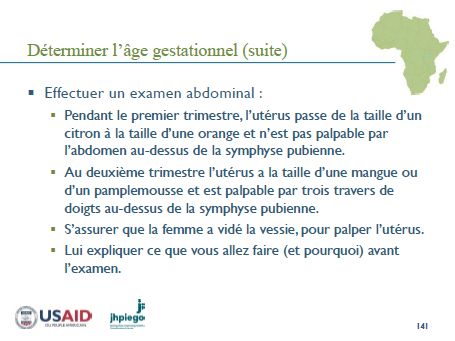 Déterminer l'âge gestationnel (suite)
▪ Effectuer un examen abdominal :
▪ Pendant le premier trimestre, l'utérus passe de la taille d'un
citron à la taille d'une orange et n'est pas palpable par
l'abdomen au-dessus de la symphyse pubienne.
▪ Au deuxième trimestre l'utérus a la taille d'une mangue ou
d'un pamplemousse et est palpable par trois travers de
doigts au-dessus de la symphyse pubienne.
▪ S'assurer que la femme a vidé la vessie, pour palper l'utérus.
▪ Lui expliquer ce que vous allez faire (et pourquoi) avant
l'examen.
USAID
jhpiego
141